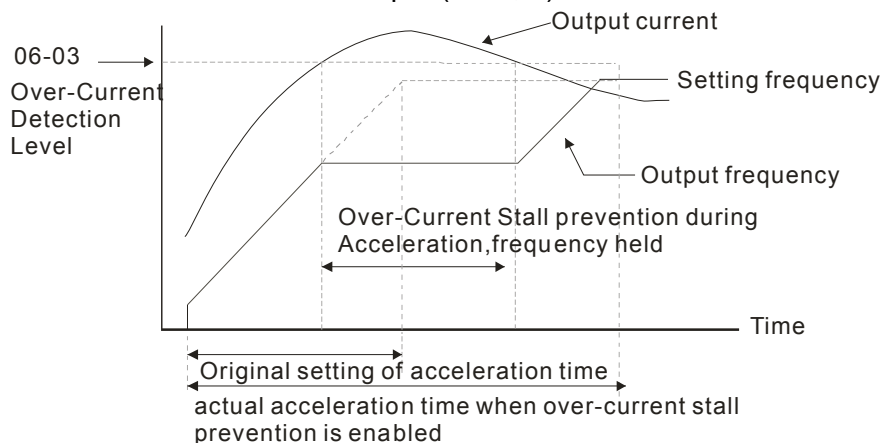 Output current
06-03
Over-Current
Detection
Level
Setting frequency
Output frequency
Over-Current Stall prevention during
Acceleration,frequency held
Time
Original setting of acceleration time
actual acceleration time when over-current stall
prevention is enabled